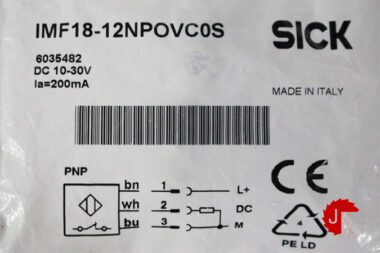 IMF18-12NPOVC0S
SICK
6035482
DC 10-30V
Ia=200mA
MADE IN ITALY
PNP
bn 1 L+
wh 2 DC
bu 3 M
CE
4
PE LD
J